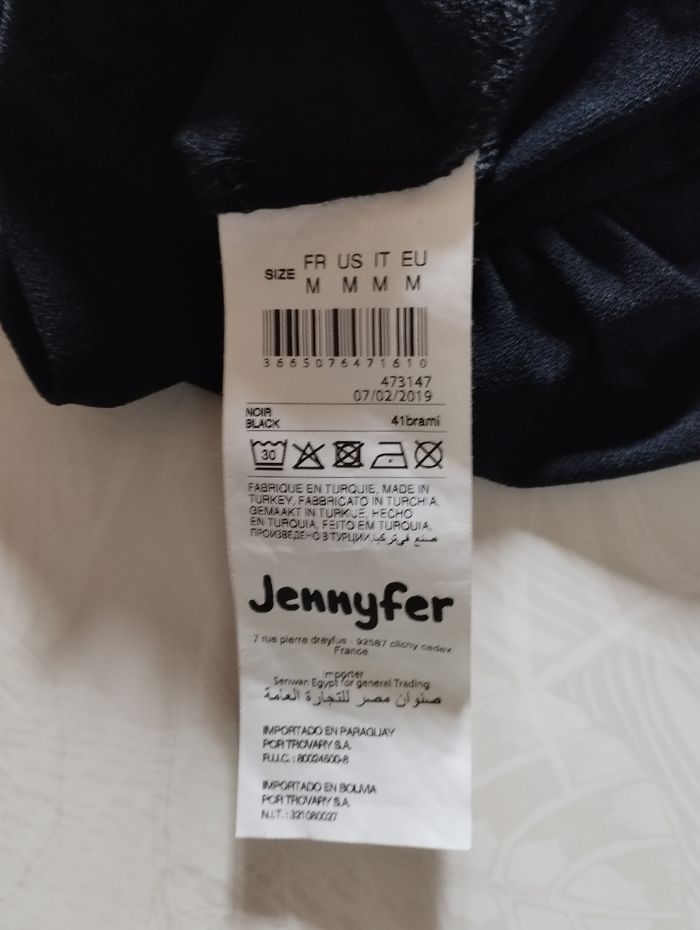 SIZE FR US IT EU
M M M M
3665076471610
473147
07/02/2019
NOIR
BLACK 41brami
30
FABRIQUE EN TURQUIE, MADE IN
TURKEY, FABBRICATO IN TURCHIA,
GEMAAKT IN TURKIJE, HECHO
EN TURQUIA, FEITO EM TURQUIA,
ПРОИЗВЕДЕНО В ТУРЦИИ, صنع في تركيا
Jennyfer
7 rue pierre dreyfus - 92587 clichy cedex
France
Importer
Senwan Egypt for general Trading
صنوان مصر للتجارة العامة
IMPORTADO EN PARAGUAY
POR TROVARY S.A.
R.U.C. : 80024600-8
IMPORTADO EN BOLIVIA
POR TROVARY S.A.
N.I.T. : 321080027